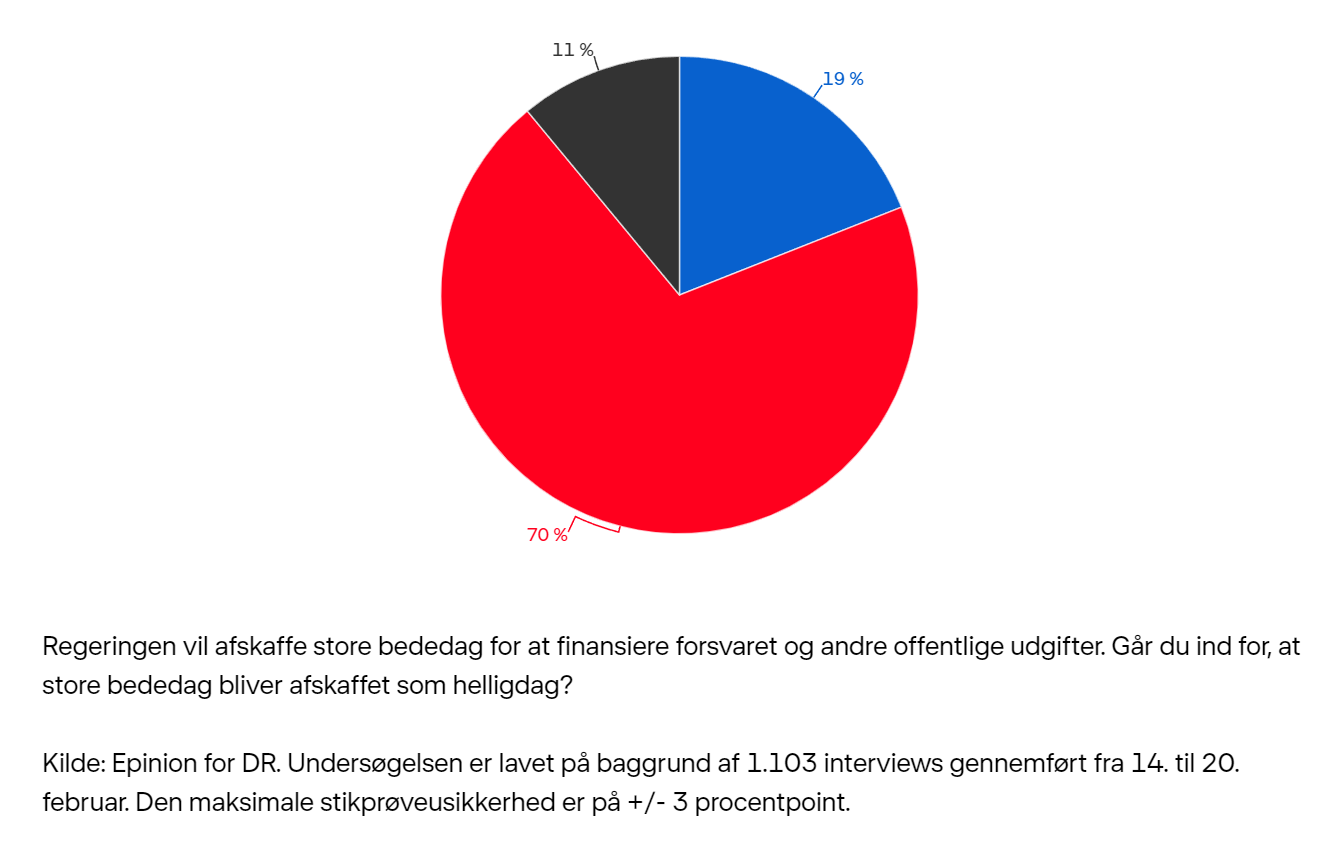 11 %
19 %
70 %
Regeringen vil afskaffe store bededag for at finansiere forsvaret og andre offentlige udgifter. Går du ind for, at
store bededag bliver afskaffet som helligdag?
Kilde: Epinion for DR. Undersøgelsen er lavet på baggrund af 1.103 interviews gennemført fra 14. til 20.
februar. Den maksimale stikprøveusikkerhed er på +/- 3 procentpoint.